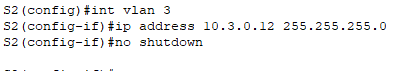 S2(config)#int vlan 3
S2(config-if)#ip address 10.3.0.12 255.255.255.0
S2(config-if)#no shutdown